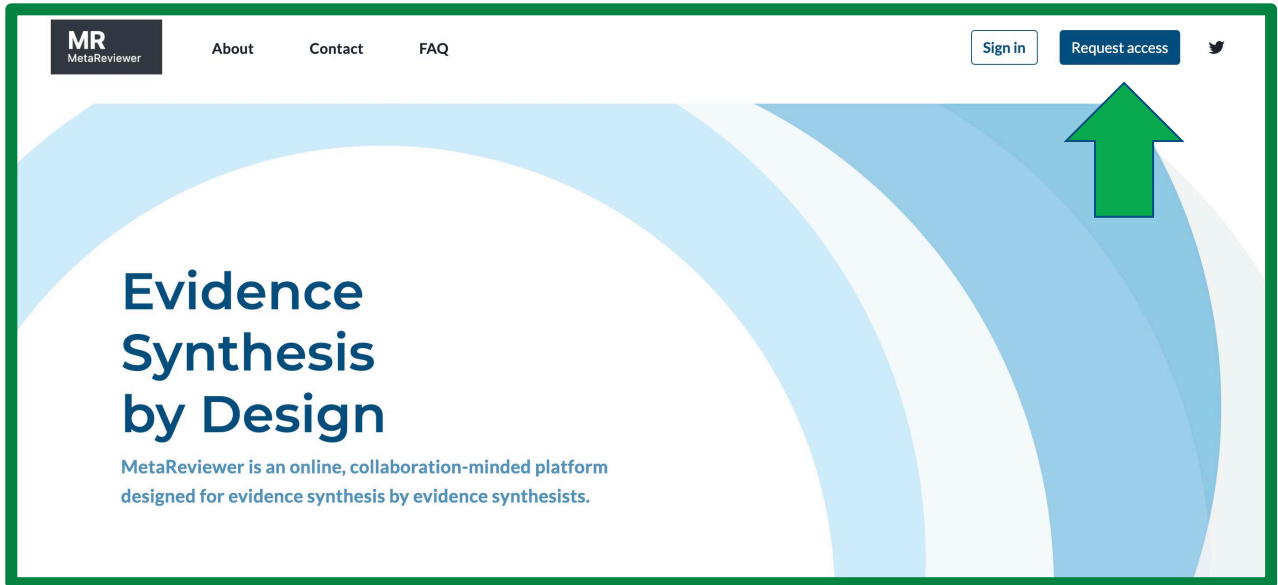 MR
MetaReviewer
About
Contact
FAQ
Sign in
Request access
Evidence
Synthesis
by Design
MetaReviewer is an online, collaboration-minded platform
designed for evidence synthesis by evidence synthesists.